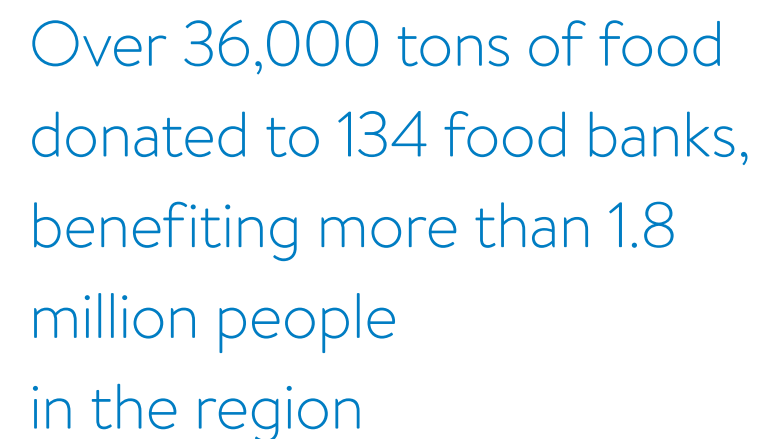 Over 36,000 tons of food
donated to 134 food banks,
benefiting more than 1.8
million people
in the region